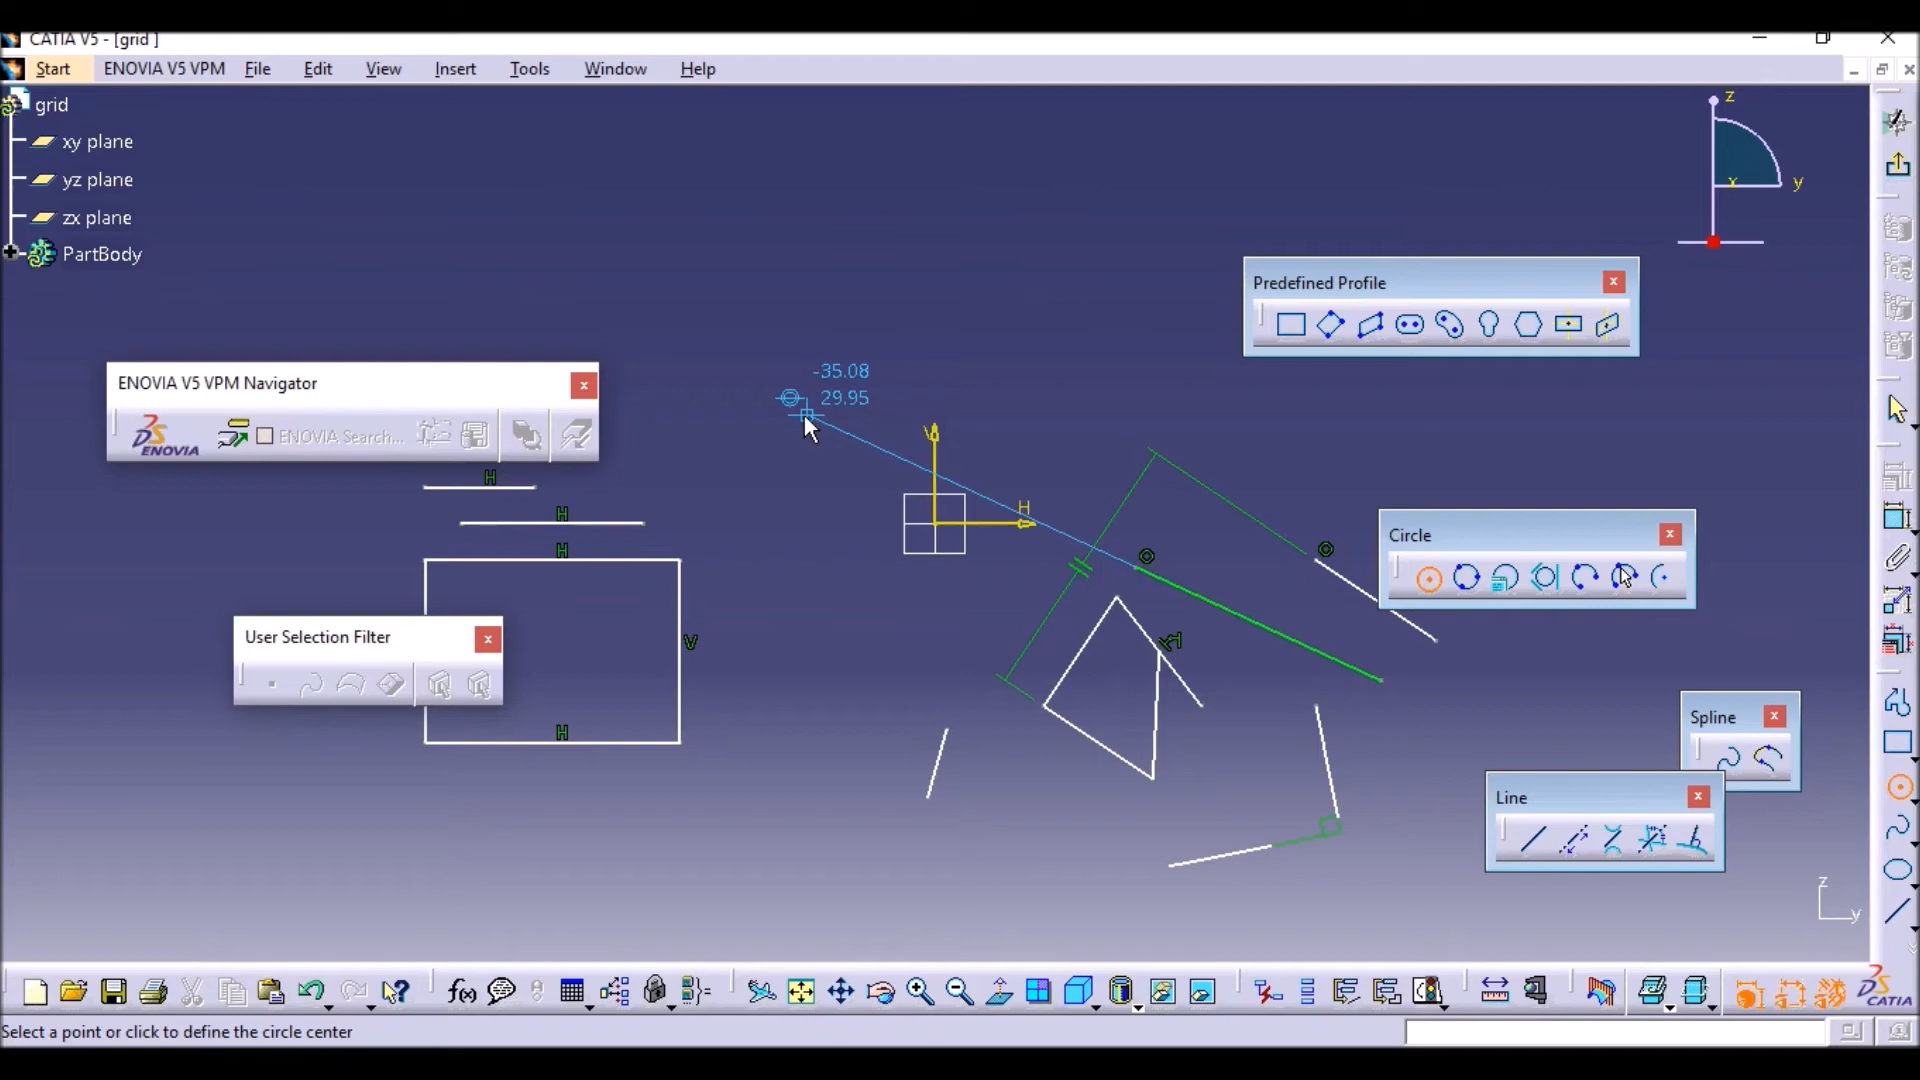 CATIA V5 - [grid ]
Start ENOVIA V5 VPM File Edit View Insert Tools Window Help
grid
xy plane
yz plane
zx plane
PartBody
z
x
y
Predefined Profile
ENOVIA V5 VPM Navigator
ENOVIA
ENOVIA Search...
-35.08
29.95
V
H
H
H
H
V
H
Circle
User Selection Filter
Spline
Line
z
y
f(x)
CATIA
Select a point or click to define the circle center